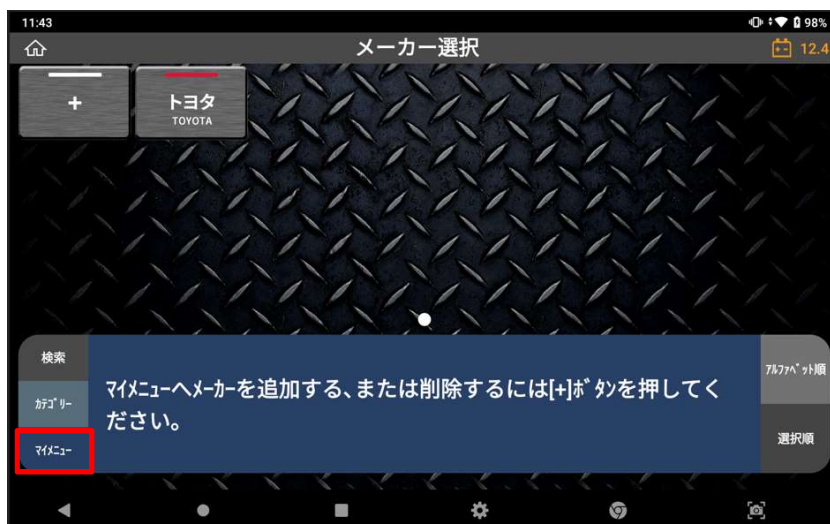 11:43
98%
メーカー選択
12.4
+
トヨタ
TOYOTA
検索
ｶﾃｺﾞﾘｰ
ﾏｲﾒﾆｭｰ
ﾏｲﾒﾆｭｰへﾒｰｶｰを追加する、または削除するには[+]ﾎﾞﾀﾝを押してく
ださい。
ｱﾙﾌｧﾍﾞｯﾄ順
選択順